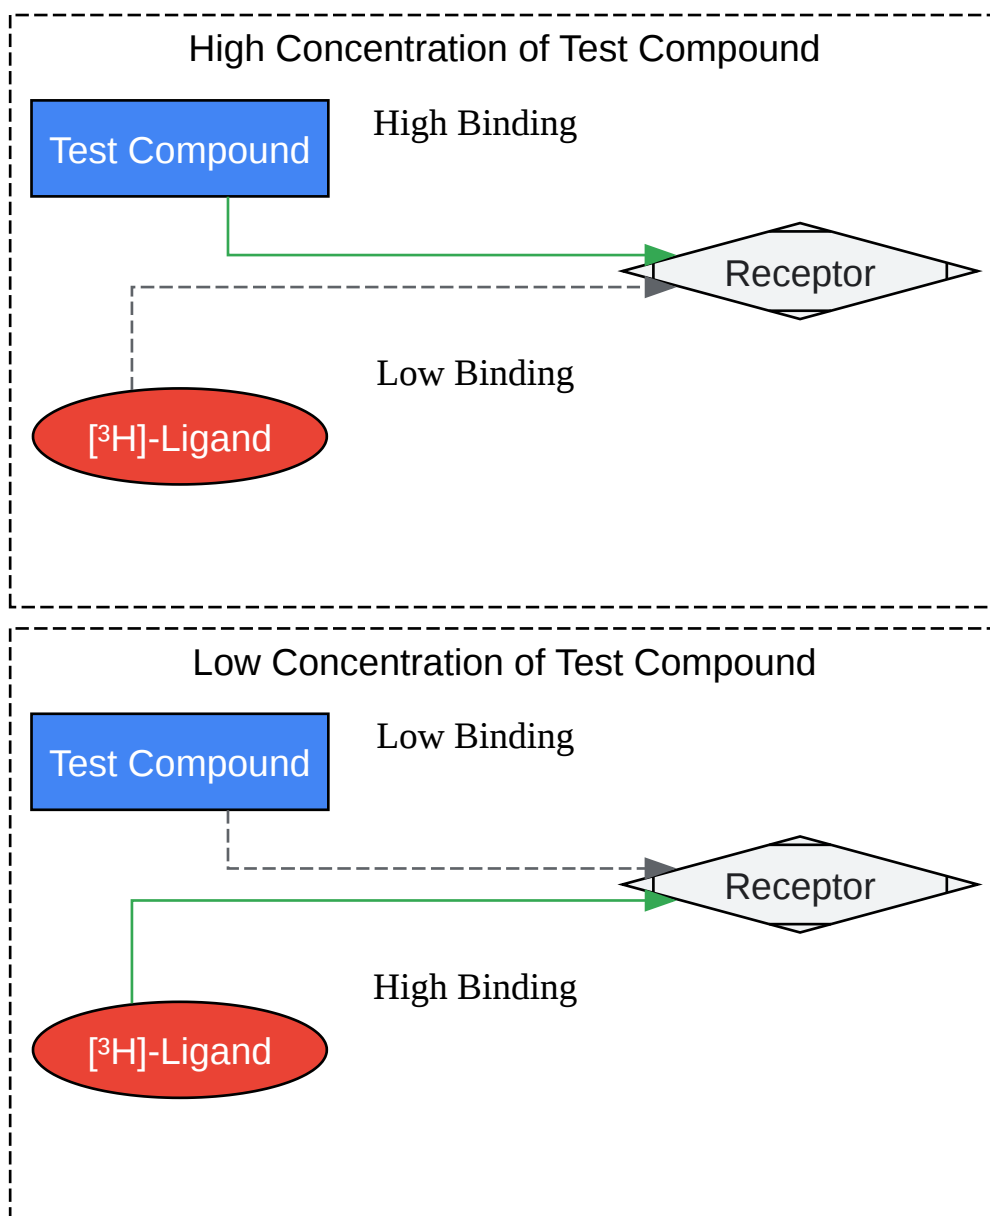 High Concentration of Test Compound
High Binding
Test Compound
Receptor
Low Binding
[³H]-Ligand
Low Concentration of Test Compound
Low Binding
Test Compound
Receptor
High Binding
[³H]-Ligand